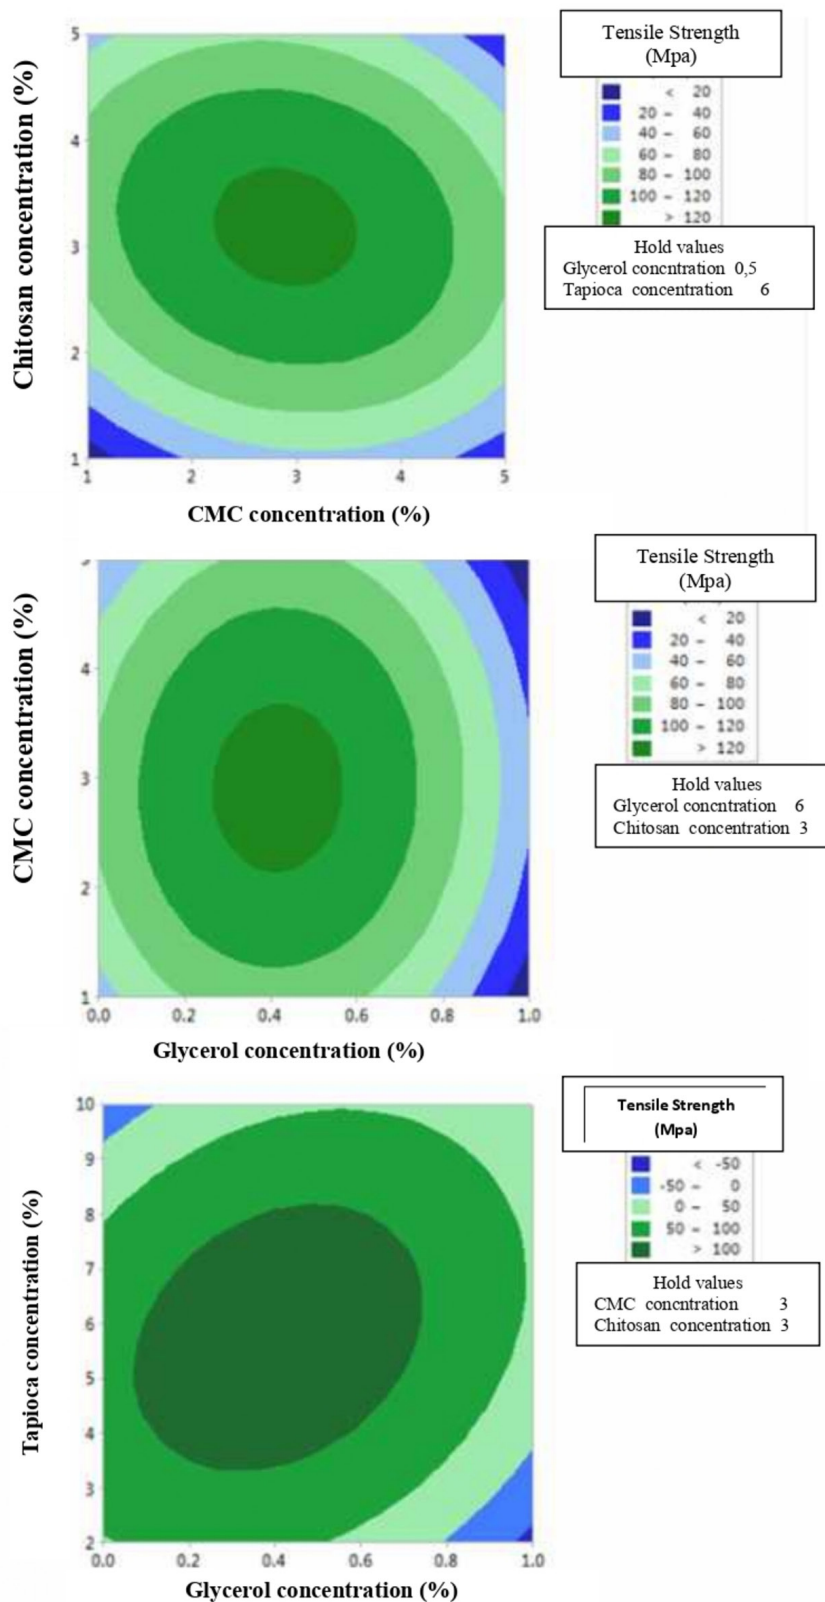 Tensile Strength
(Mpa)
< 20
20 – 40
40 – 60
60 – 80
80 – 100
100 – 120
> 120
Hold values
Glycerol concntration 0,5
Tapioca concentration 6
Chitosan concentration (%)
5
4
3
2
1
1 2 3 4 5
CMC concentration (%)
Tensile Strength
(Mpa)
< 20
20 – 40
40 – 60
60 – 80
80 – 100
100 – 120
> 120
Hold values
Glycerol concntration 6
Chitosan concentration 3
CMC concentration (%)
4
3
2
1
0.0 0.2 0.4 0.6 0.8 1.0
Glycerol concentration (%)
Tensile Strength
(Mpa)
< -50
-50 – 0
0 – 50
50 – 100
> 100
Hold values
CMC concntration 3
Chitosan concentration 3
Tapioca concentration (%)
10
9
8
7
6
5
4
3
2
0.0 0.2 0.4 0.6 0.8 1.0
Glycerol concentration (%)